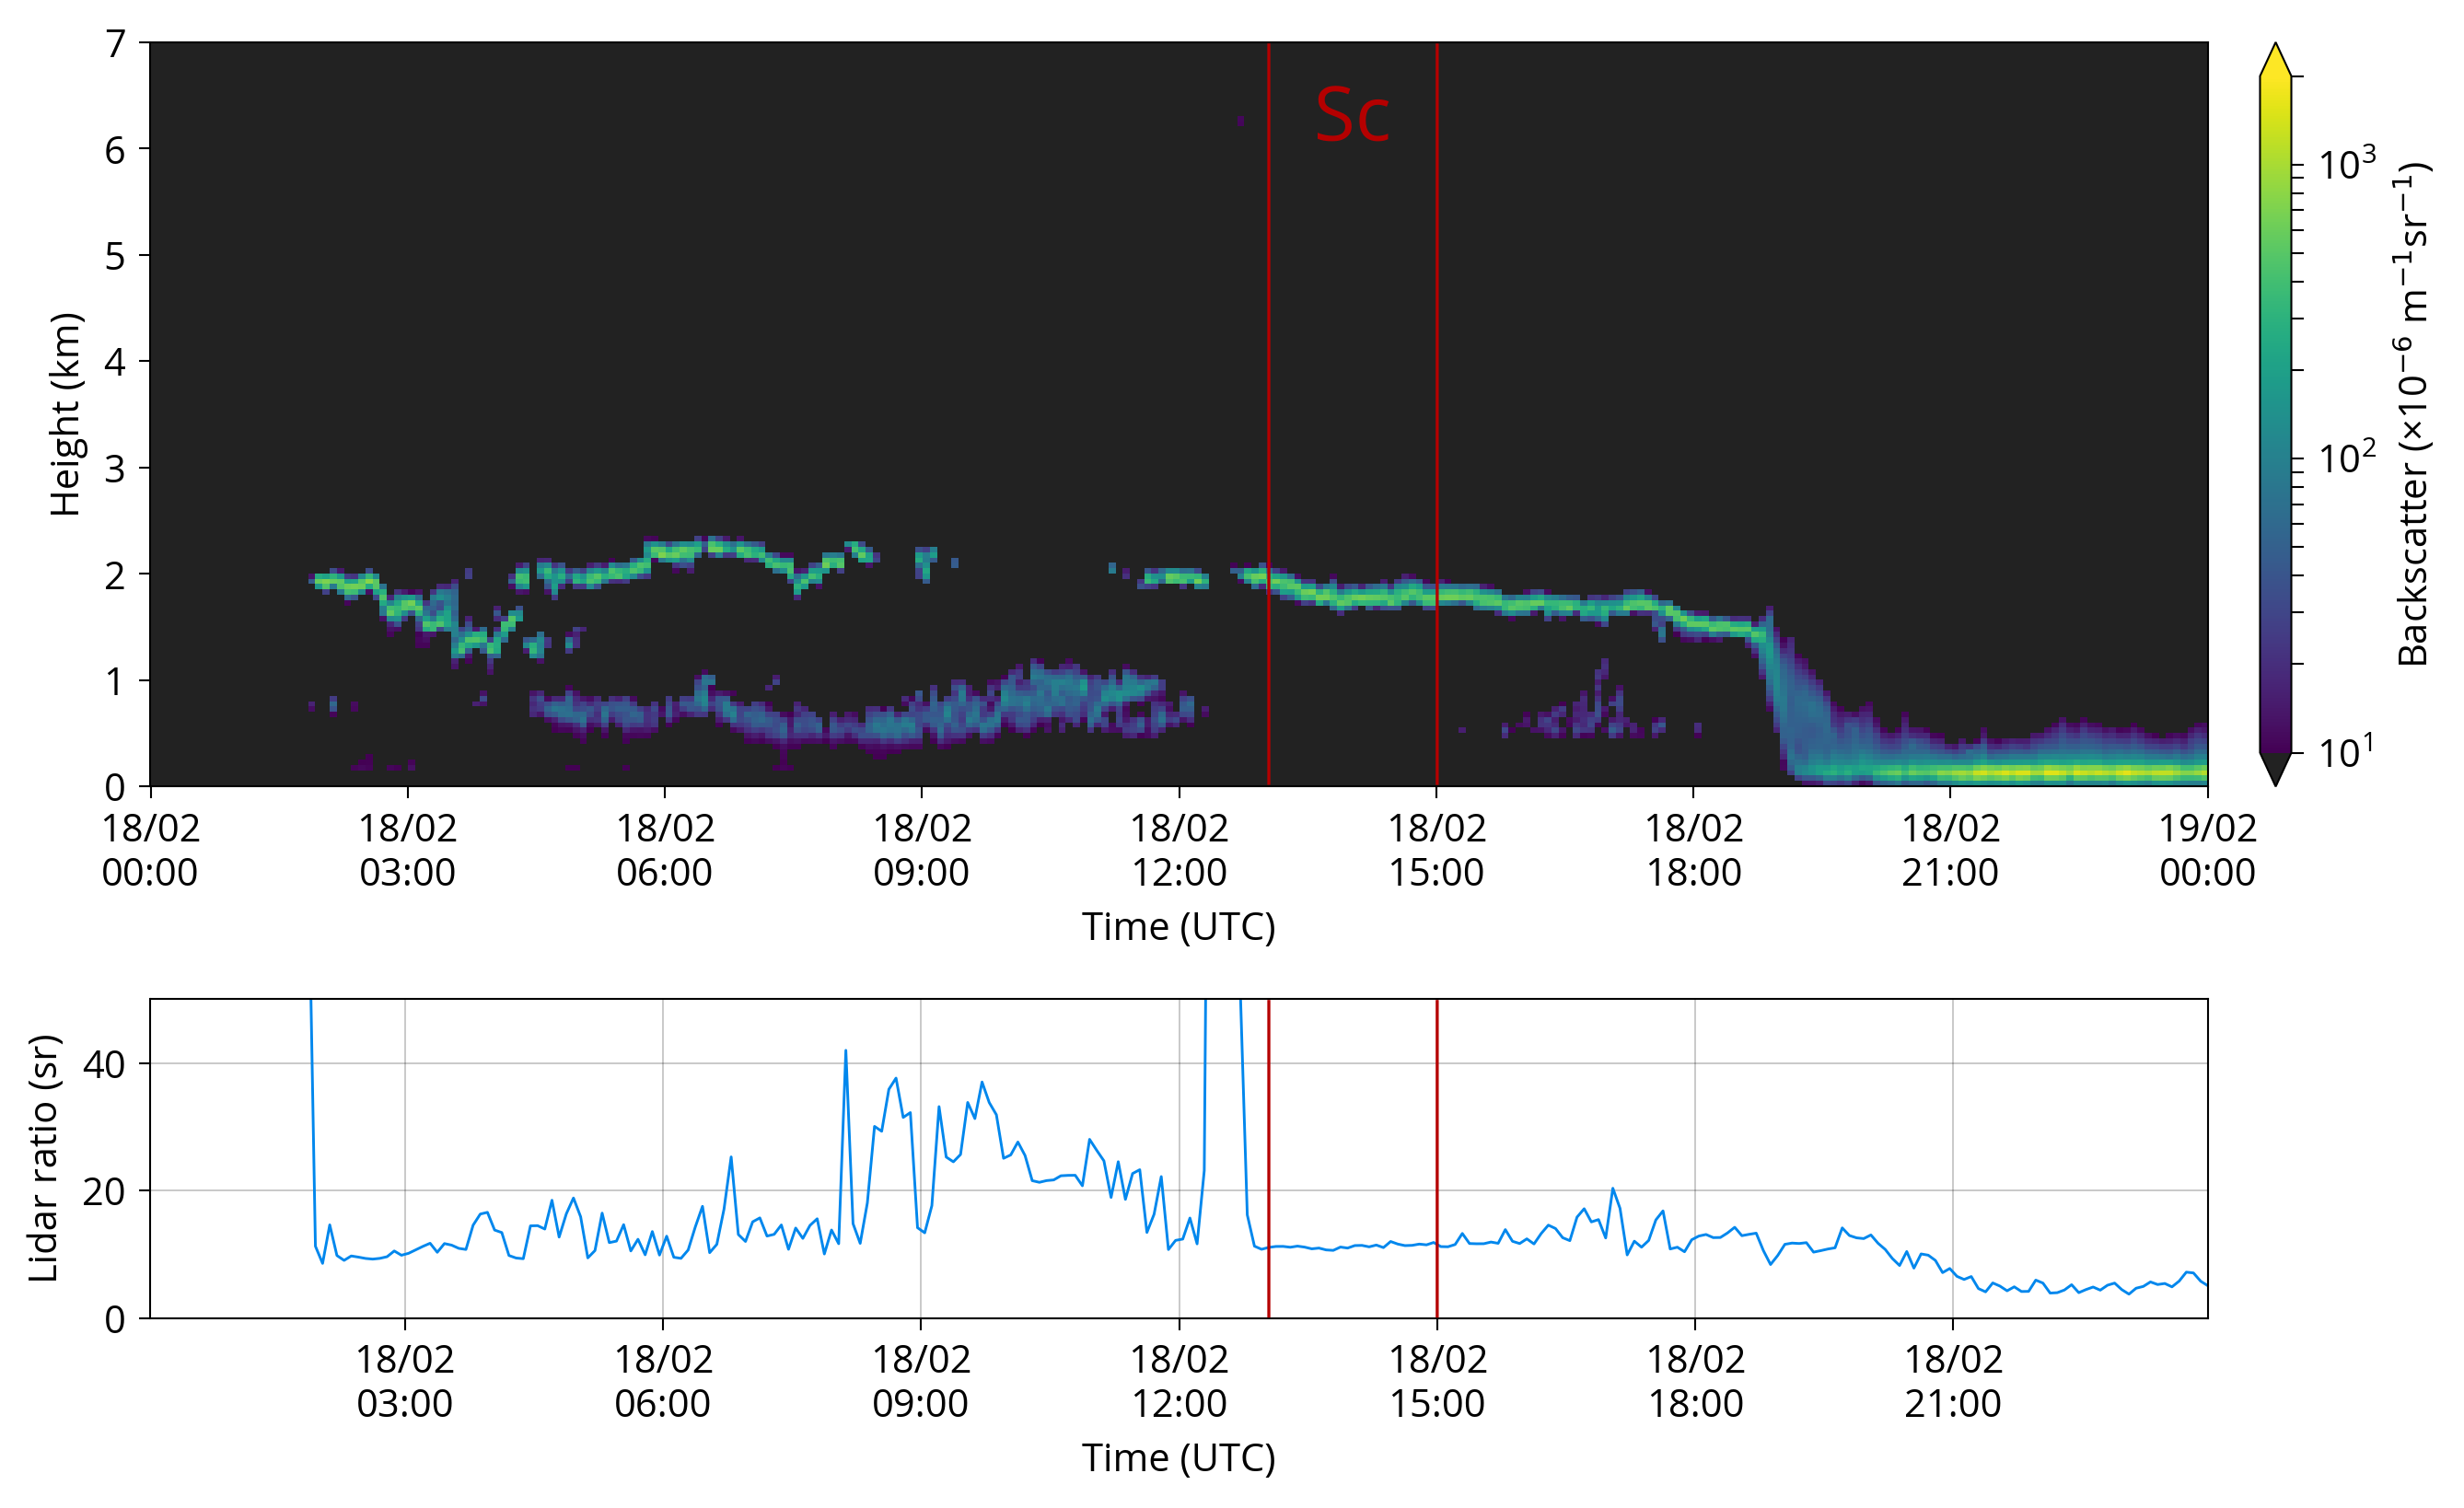 7
6
5
4
3
2
1
0
Height (km)
Sc
10³
10²
10¹
Backscatter (×10⁻⁶ m⁻¹sr⁻¹)
18/02 18/02 18/02 18/02 18/02 18/02 18/02 18/02 19/02
00:00 03:00 06:00 09:00 12:00 15:00 18:00 21:00 00:00
Time (UTC)
40
20
0
Lidar ratio (sr)
18/02 18/02 18/02 18/02 18/02 18/02 18/02
03:00 06:00 09:00 12:00 15:00 18:00 21:00
Time (UTC)